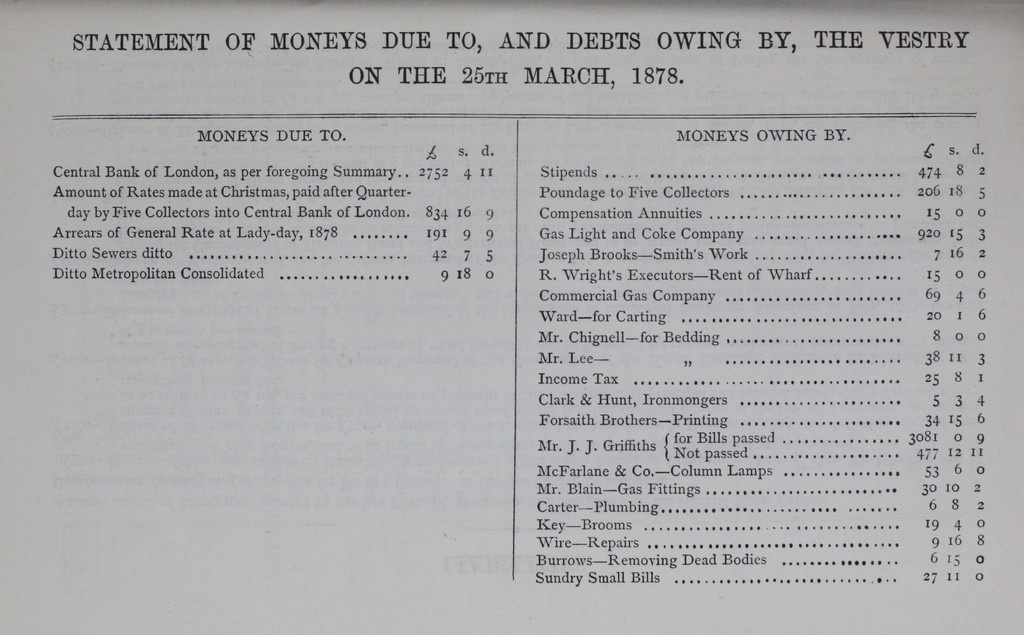 STATEMENT OF MONEYS DUE TO, AND DEBTS OWING BY, THE VESTRY
ON THE 25TH MARCH, 1878.
MONEYS DUE TO.
£ s. d.
Central Bank of London, as per foregoing Summary.. 2752 4 11
Amount of Rates made at Christmas, paid after Quarter-
day by Five Collectors into Central Bank of London. 834 16 9
Arrears of General Rate at Lady-day, 1878 ........ 191 9 9
Ditto Sewers ditto .............................. 42 7 5
Ditto Metropolitan Consolidated .................. 9 18 0
MONEYS OWING BY.
£ s. d.
Stipends ........................................ 474 8 2
Poundage to Five Collectors ...................... 206 18 5
Compensation Annuities .......................... 15 0 0
Gas Light and Coke Company .................... 920 15 3
Joseph Brooks—Smith's Work .................... 7 16 2
R. Wright's Executors—Rent of Wharf............ 15 0 0
Commercial Gas Company ........................ 69 4 6
Ward—for Carting .............................. 20 1 6
Mr. Chignell—for Bedding ........................ 8 0 0
Mr. Lee— „ ........................ 38 11 3
Income Tax .................................... 25 8 1
Clark & Hunt, Ironmongers ...................... 5 3 4
Forsaith Brothers—Printing ...................... 34 15 6
Mr. J. J. Griffiths { for Bills passed ................ 3081 0 9
Not passed .................... 477 12 11
McFarlane & Co.—Column Lamps ................ 53 6 0
Mr. Blain—Gas Fittings .......................... 30 10 2
Carter—Plumbing................................ 6 8 2
Key—Brooms .................................. 19 4 0
Wire—Repairs .................................. 9 16 8
Burrows—Removing Dead Bodies ................ 6 15 0
Sundry Small Bills .............................. 27 11 0